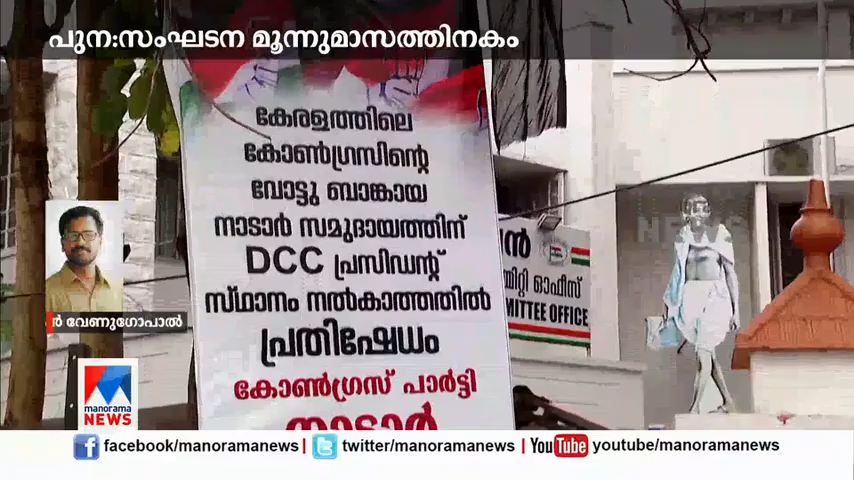 പുന:സംഘടന മൂന്നുമാസത്തിനകം
കേരളത്തിലെ
കോൺഗ്രസിന്റെ
വോട്ടു ബാങ്കായ
നാടാർ സമുദായത്തിന്
DCC പ്രസിഡന്റ്
സ്ഥാനം നൽകാത്തതിൽ
പ്രതിഷേധം
കോൺഗ്രസ് പാർട്ടി
നാടാർ
ഓഫീസ്
OFFICE
NEWS
വേണുഗോപാൽ
manorama
NEWS
facebook/manoramanews | twitter/manoramanews | YouTube youtube/manoramanews